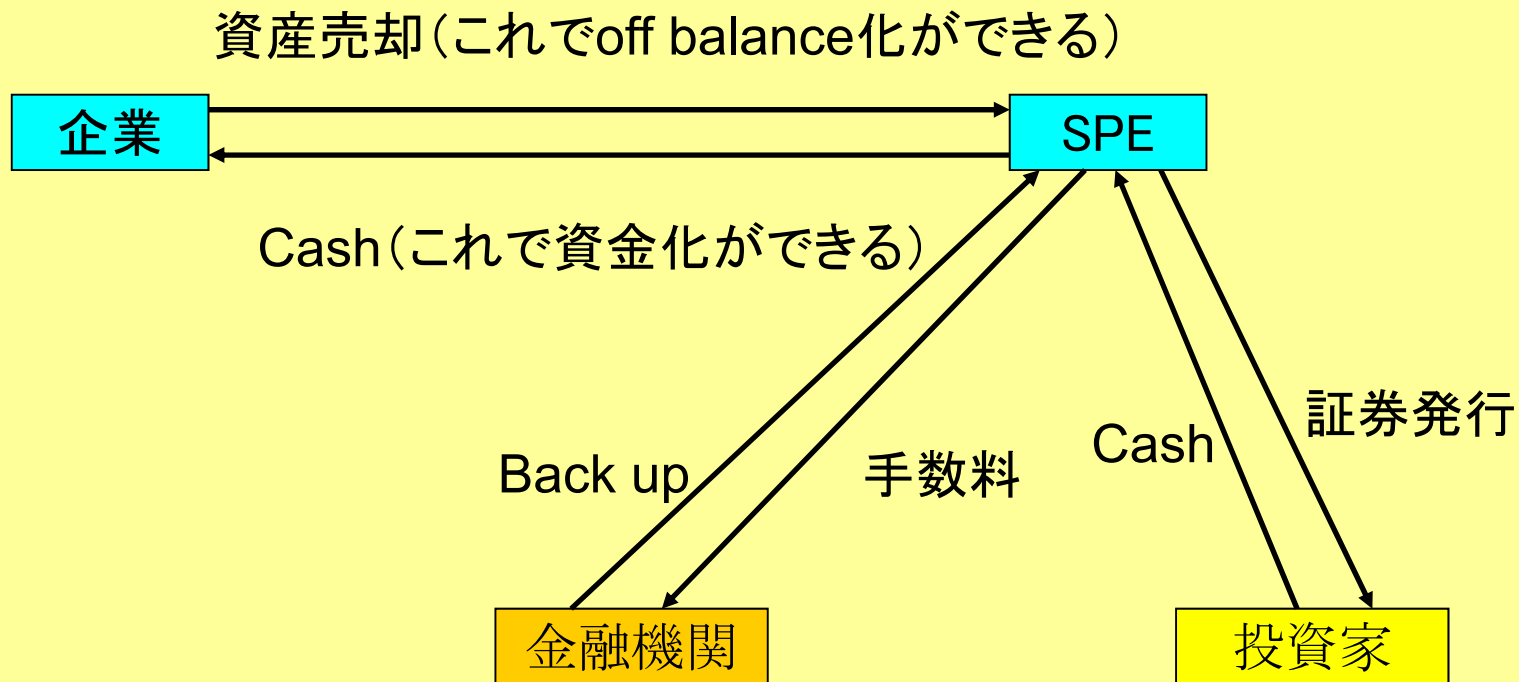 資産売却（これでoff balance化ができる）
企業
SPE
Cash（これで資金化ができる）
証券発行
Cash
Back up
手数料
金融機関
投資家